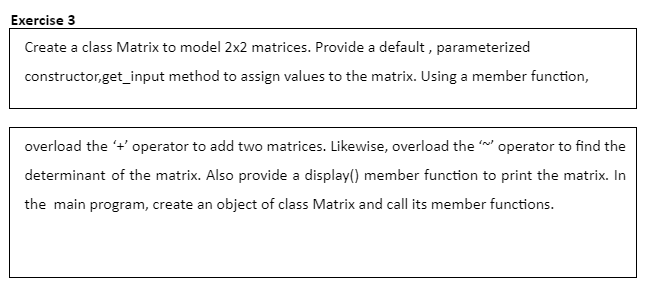 Exercise 3
Create a class Matrix to model 2x2 matrices. Provide a default , parameterized
constructor,get_input method to assign values to the matrix. Using a member function,
overload the ‘+’ operator to add two matrices. Likewise, overload the ‘~’ operator to find the
determinant of the matrix. Also provide a display() member function to print the matrix. In
the main program, create an object of class Matrix and call its member functions.